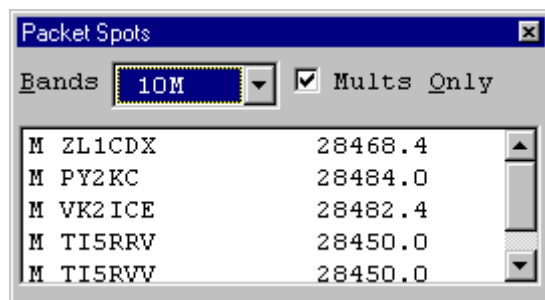 Packet Spots
Bands 10M Mults Only
M ZL1CDX 28468.4
M PY2KC 28484.0
M VK2ICE 28482.4
M TI5RRV 28450.0
M TI5RVV 28450.0